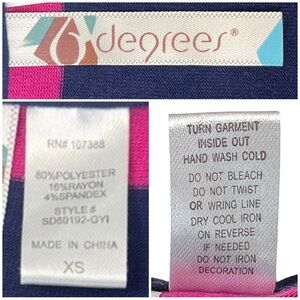 6degrees®
RN# 107388
80%POLYESTER
16%RAYON
4%SPANDEX
STYLE #
SD60192-GYI
MADE IN CHINA
XS
TURN GARMENT
INSIDE OUT
HAND WASH COLD
DO NOT BLEACH
DO NOT TWIST
OR WRING LINE
DRY COOL IRON
ON REVERSE
IF NEEDED
DO NOT IRON
DECORATION